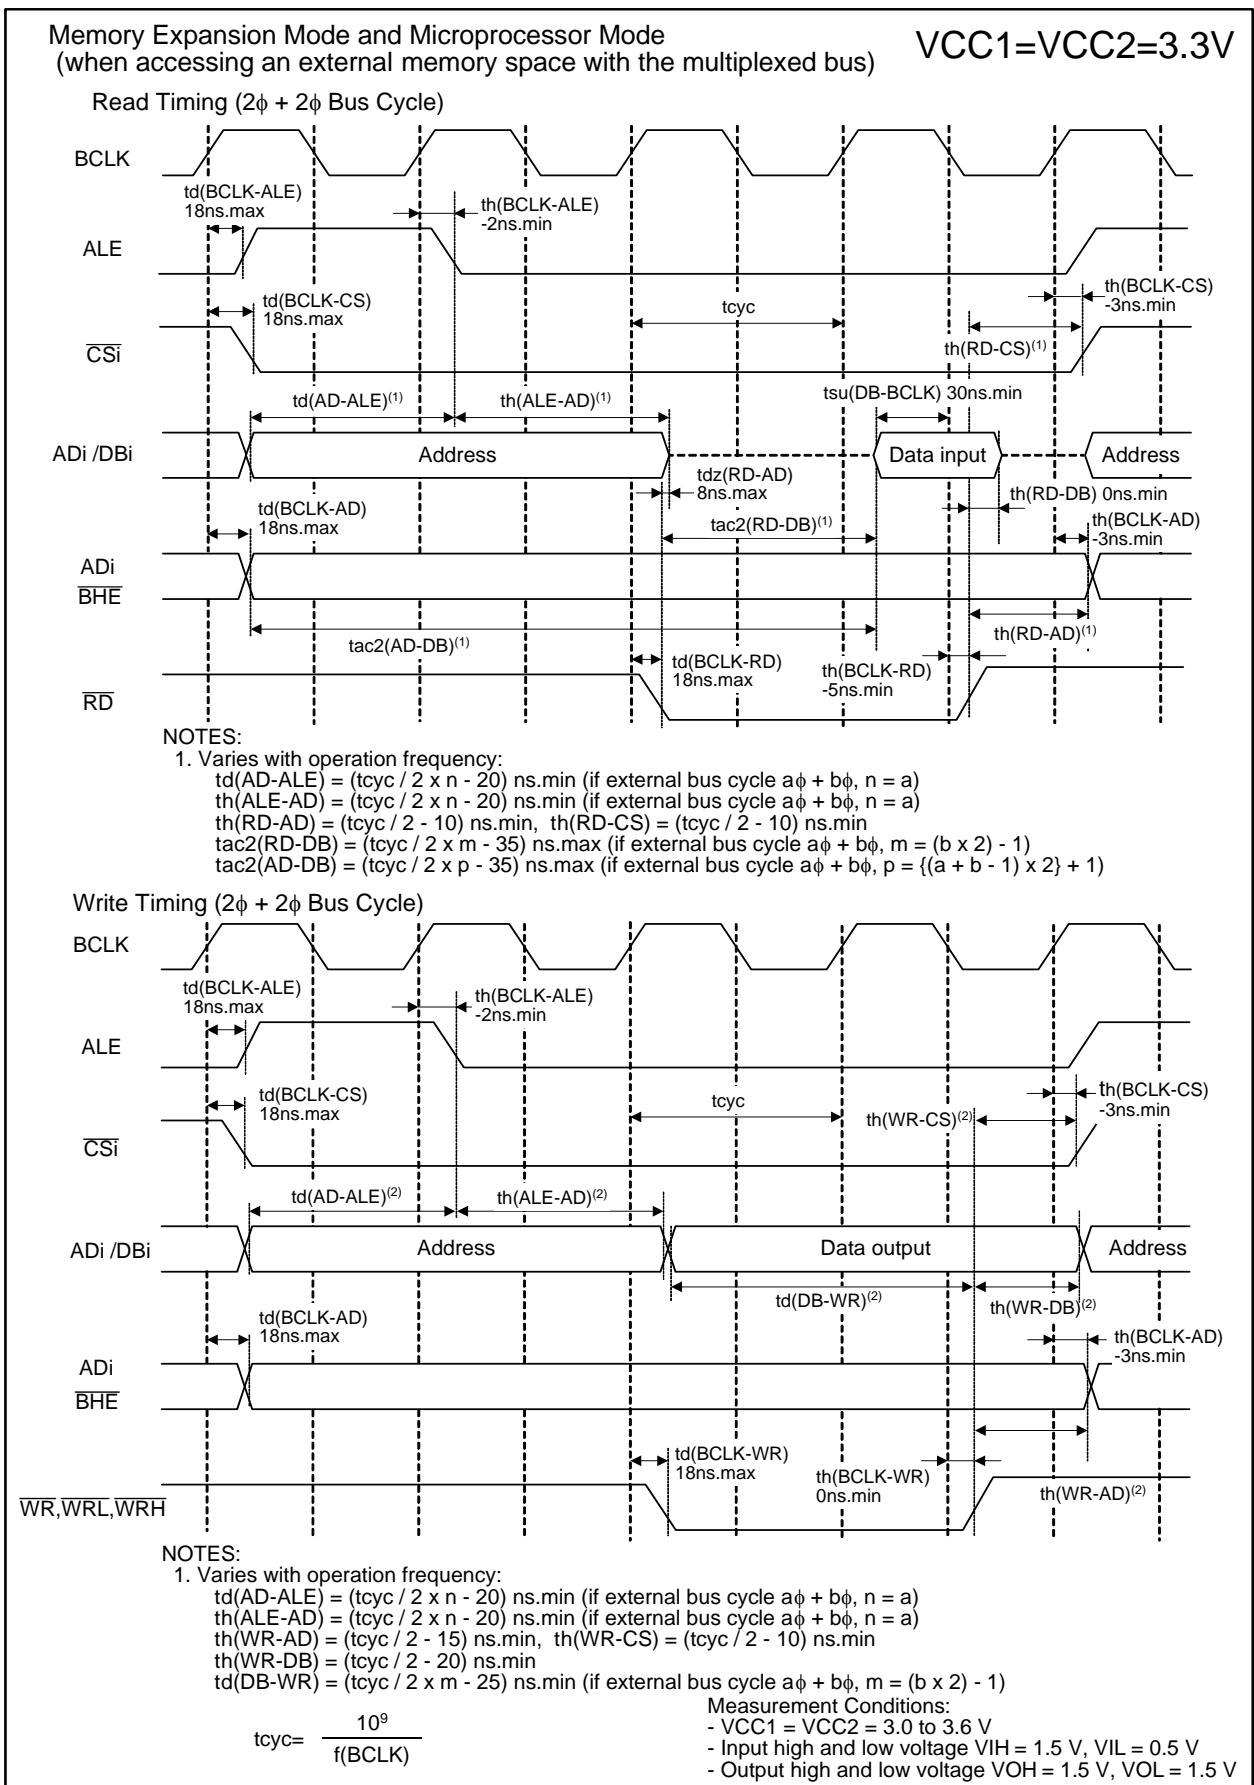 Memory Expansion Mode and Microprocessor Mode
(when accessing an external memory space with the multiplexed bus)
VCC1=VCC2=3.3V
Read Timing (2ϕ + 2ϕ Bus Cycle)
BCLK
td(BCLK-ALE)
18ns.max
th(BCLK-ALE)
-2ns.min
ALE
td(BCLK-CS)
18ns.max
tcyc
th(BCLK-CS)
-3ns.min
CSi
th(RD-CS)(1)
td(AD-ALE)(1)
th(ALE-AD)(1)
tsu(DB-BCLK) 30ns.min
ADi /DBi
Address
Data input
Address
tdz(RD-AD)
8ns.max
th(RD-DB) 0ns.min
td(BCLK-AD)
18ns.max
tac2(RD-DB)(1)
th(BCLK-AD)
-3ns.min
ADi
BHE
tac2(AD-DB)(1)
th(RD-AD)(1)
td(BCLK-RD)
18ns.max
th(BCLK-RD)
-5ns.min
RD
NOTES:
1. Varies with operation frequency:
td(AD-ALE) = (tcyc / 2 x n - 20) ns.min (if external bus cycle aϕ + bϕ, n = a)
th(ALE-AD) = (tcyc / 2 x n - 20) ns.min (if external bus cycle aϕ + bϕ, n = a)
th(RD-AD) = (tcyc / 2 - 10) ns.min, th(RD-CS) = (tcyc / 2 - 10) ns.min
tac2(RD-DB) = (tcyc / 2 x m - 35) ns.max (if external bus cycle aϕ + bϕ, m = (b x 2) - 1)
tac2(AD-DB) = (tcyc / 2 x p - 35) ns.max (if external bus cycle aϕ + bϕ, p = {(a + b - 1) x 2} + 1)
Write Timing (2ϕ + 2ϕ Bus Cycle)
BCLK
td(BCLK-ALE)
18ns.max
th(BCLK-ALE)
-2ns.min
ALE
td(BCLK-CS)
18ns.max
tcyc
th(BCLK-CS)
-3ns.min
th(WR-CS)(2)
CSi
td(AD-ALE)(2)
th(ALE-AD)(2)
ADi /DBi
Address
Data output
Address
td(DB-WR)(2)
th(WR-DB)(2)
td(BCLK-AD)
18ns.max
th(BCLK-AD)
-3ns.min
ADi
BHE
td(BCLK-WR)
18ns.max
th(BCLK-WR)
0ns.min
th(WR-AD)(2)
WR,WRL,WRH
NOTES:
1. Varies with operation frequency:
td(AD-ALE) = (tcyc / 2 x n - 20) ns.min (if external bus cycle aϕ + bϕ, n = a)
th(ALE-AD) = (tcyc / 2 x n - 20) ns.min (if external bus cycle aϕ + bϕ, n = a)
th(WR-AD) = (tcyc / 2 - 15) ns.min, th(WR-CS) = (tcyc / 2 - 10) ns.min
th(WR-DB) = (tcyc / 2 - 20) ns.min
td(DB-WR) = (tcyc / 2 x m - 25) ns.min (if external bus cycle aϕ + bϕ, m = (b x 2) - 1)
tcyc=
10⁹
f(BCLK)
Measurement Conditions:
- VCC1 = VCC2 = 3.0 to 3.6 V
- Input high and low voltage VIH = 1.5 V, VIL = 0.5 V
- Output high and low voltage VOH = 1.5 V, VOL = 1.5 V